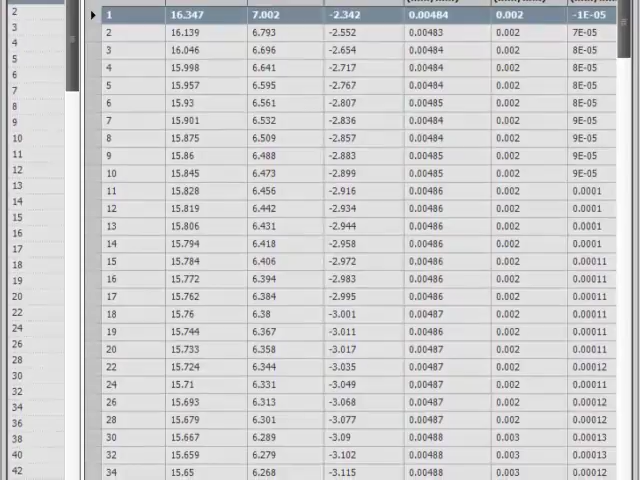 2
3
4
5
6
7
8
9
10
11
12
13
14
15
16
17
18
19
20
22
24
26
28
30
32
34
36
38
40
42
1 16.347 7.002 -2.342 0.00484 0.002 -1E-05
2 16.139 6.793 -2.552 0.00483 0.002 7E-05
3 16.046 6.696 -2.654 0.00484 0.002 8E-05
4 15.998 6.641 -2.717 0.00484 0.002 8E-05
5 15.957 6.595 -2.767 0.00484 0.002 8E-05
6 15.93 6.561 -2.807 0.00485 0.002 8E-05
7 15.901 6.532 -2.836 0.00484 0.002 9E-05
8 15.875 6.509 -2.857 0.00484 0.002 9E-05
9 15.86 6.488 -2.883 0.00485 0.002 9E-05
10 15.845 6.473 -2.899 0.00485 0.002 9E-05
11 15.828 6.456 -2.916 0.00486 0.002 0.0001
12 15.819 6.442 -2.934 0.00486 0.002 0.0001
13 15.806 6.431 -2.944 0.00486 0.002 0.0001
14 15.794 6.418 -2.958 0.00486 0.002 0.0001
15 15.784 6.406 -2.972 0.00486 0.002 0.00011
16 15.772 6.394 -2.983 0.00486 0.002 0.00011
17 15.762 6.384 -2.995 0.00486 0.002 0.00011
18 15.76 6.38 -3.001 0.00487 0.002 0.00011
19 15.744 6.367 -3.011 0.00486 0.002 0.00011
20 15.733 6.358 -3.017 0.00487 0.002 0.00011
22 15.724 6.344 -3.035 0.00487 0.002 0.00012
24 15.71 6.331 -3.049 0.00487 0.002 0.00011
26 15.693 6.313 -3.068 0.00487 0.002 0.00012
28 15.679 6.301 -3.077 0.00487 0.002 0.00012
30 15.667 6.289 -3.09 0.00488 0.003 0.00013
32 15.659 6.279 -3.102 0.00488 0.003 0.00013
34 15.65 6.268 -3.115 0.00488 0.003 0.00012